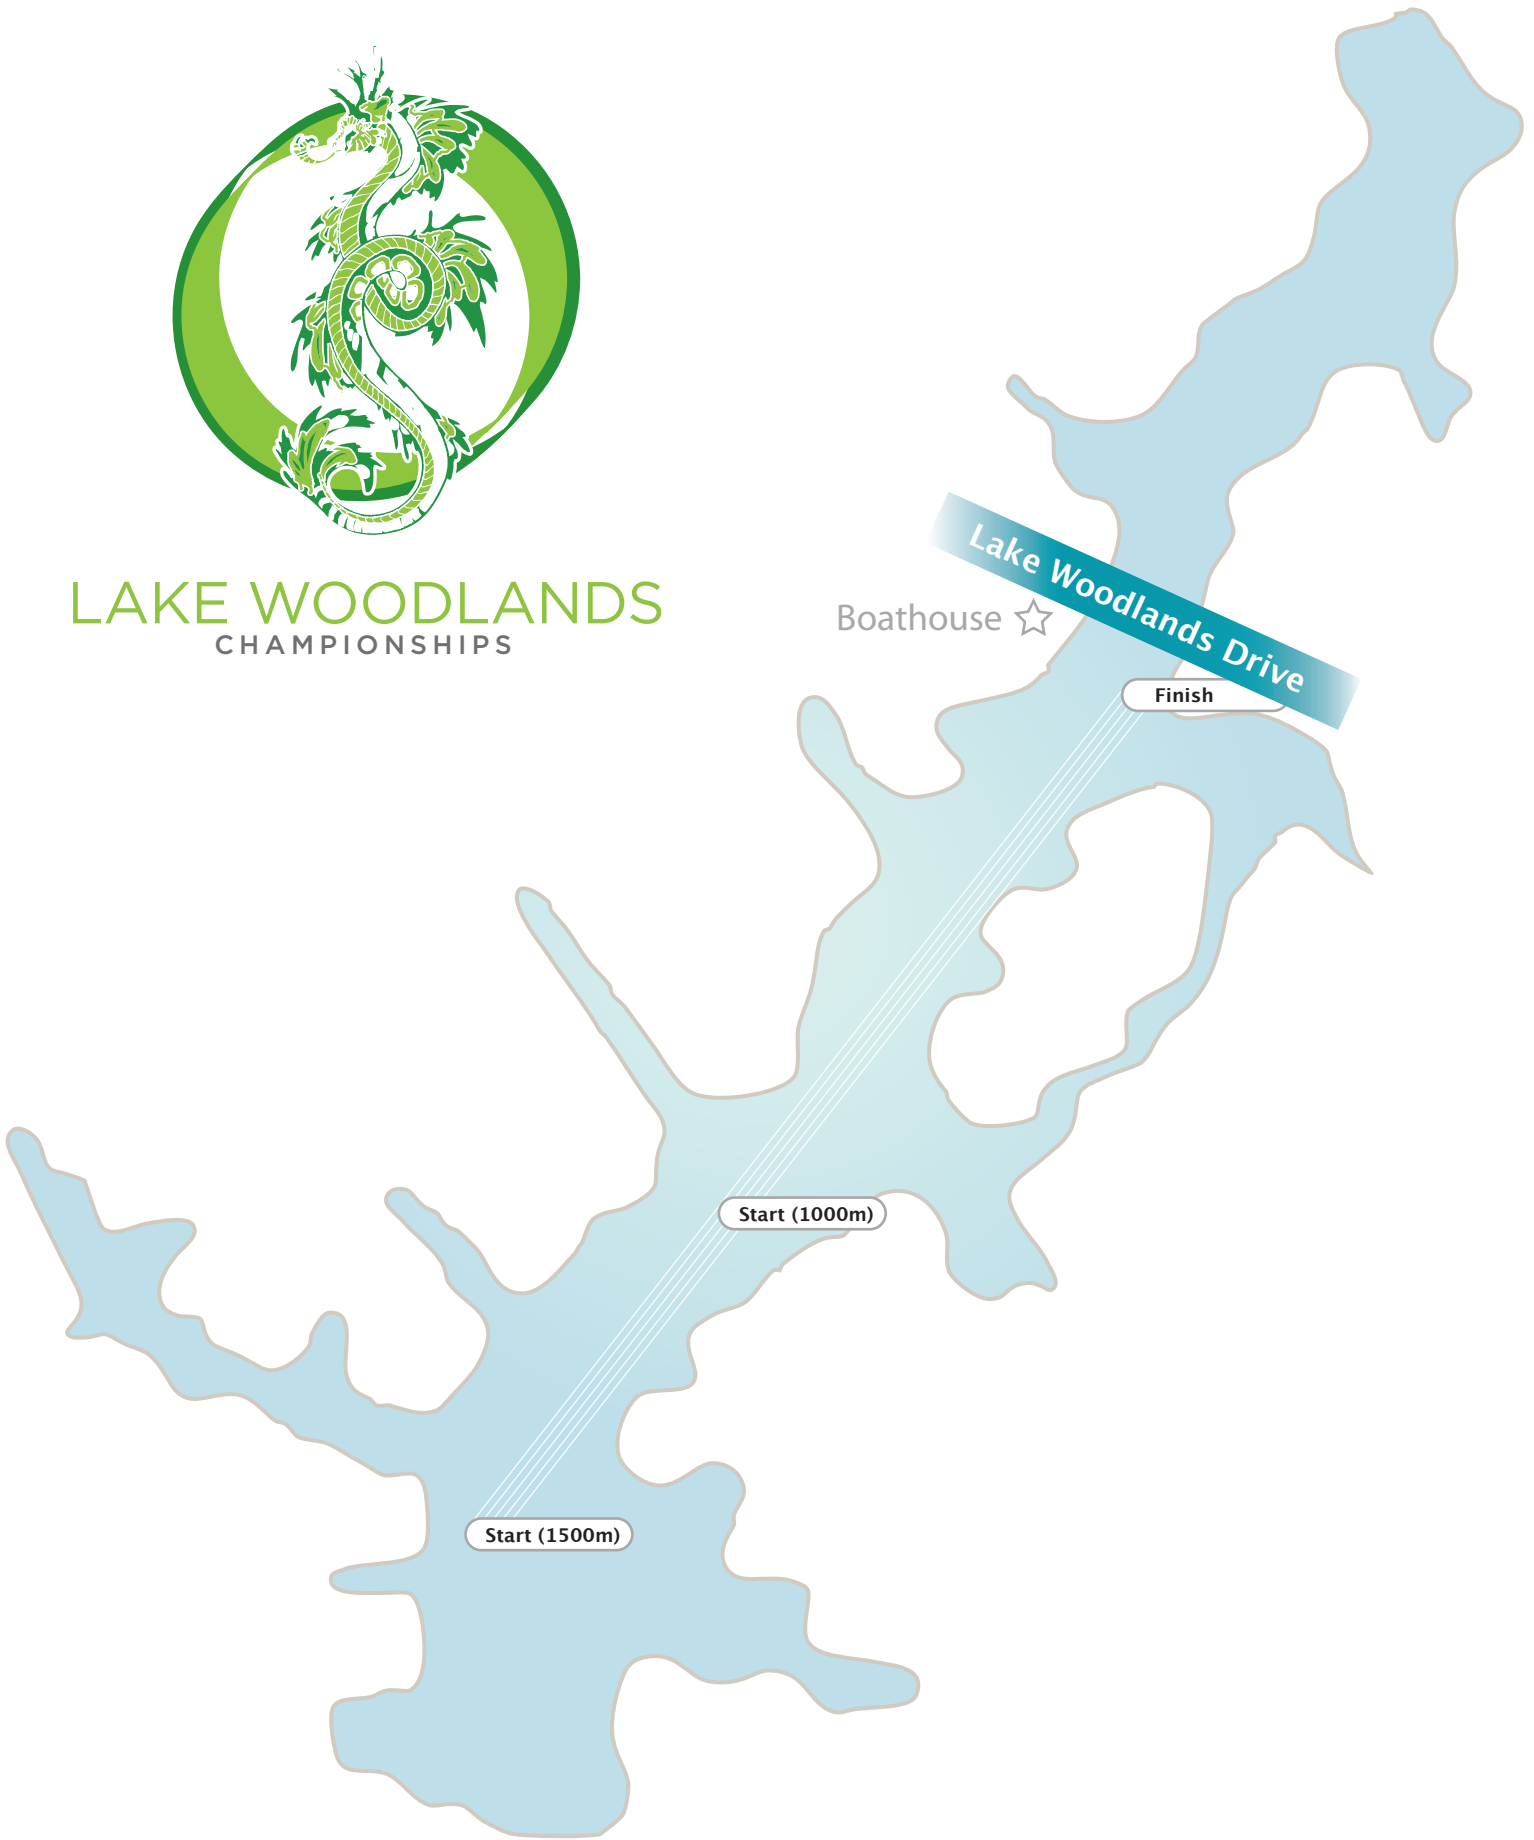 LAKE WOODLANDS
CHAMPIONSHIPS
Lake Woodlands Drive
Boathouse
Finish
Start (1000m)
Start (1500m)